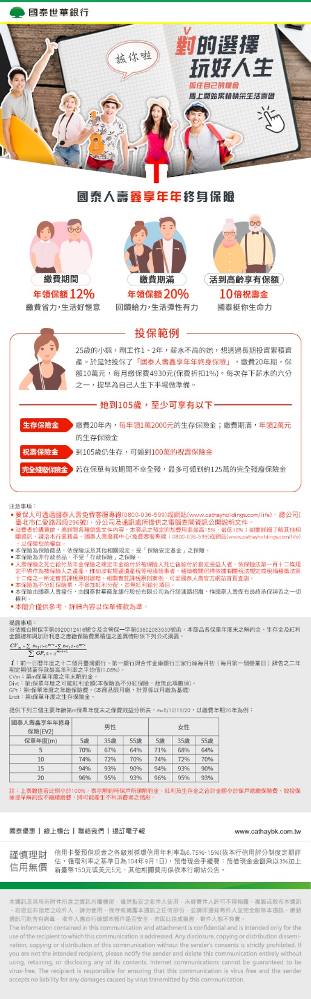 國泰世華銀行
該你啦
對的選擇
玩好人生
抓住自己的機會
馬上開始累積精采生活籌碼
國泰人壽鑫享年年終身保險
繳費期間
年領保額12%
繳費省力,生活好愜意
繳費期滿
年領保額20%
回饋給力,生活彈性有力
活到高齡享有保額
10倍祝壽金
國泰挺你生命力
投保範例
25歲的小珮，剛工作1、2年，薪水不高的她，想透過長期投資累積資
產。於是她投保了「國泰人壽鑫享年年終身保險」，繳費20年期，保
額10萬元，每月繳保費4930元(保費折扣1%)。每次存下薪水的六分
之一，提早為自己人生下半場做準備。
她到105歲，至少可享有以下
生存保險金
繳費20年內，每年領1萬2000元的生存保險金；繳費期滿，年領2萬元
的生存保險金
祝壽保險金
到105歲仍生存，可領到100萬的祝壽保險金
完全殘廢保險金
若在保單有效期間不幸全殘，最多可領到約125萬的完全殘廢保險金
注意事項：
●要保人可透過國泰人壽免費客服專線(0800-036-599)或網站(www.cathayholdings.com/life)、總公司(
臺北市仁愛路四段296號)、分公司及通訊處所提供之電腦查閱資訊公開說明文件。
●消費者於購買前，應詳閱各種銷售文件內容，本商品之預定附加費用率最高15%，最低10%；如要詳細了解其他相
關資訊，請洽本行業務員、國泰人壽服務中心(免費客服專線：0800-036-599)或網站(www.cathayholdings.com/life)
，以保障您的權益。
●本保險為保險商品，依保險法及其他相關規定，受「保險安定基金」之保障。
●本保險為非存款商品，不受「存款保險」之保障。
●人壽保險之死亡給付及年金保險之確定年金給付於被保險人死亡後給付於指定受益人者，依保險法第一百十二條規
定不得作為被保險人之遺產，惟如涉有規避遺產稅等稅捐情事者，稽徵機關仍得依據有關稅法規定或稅捐稽徵法第
十二條之一所定實質課稅原則辦理。相關實質課稅原則案例，可至國泰人壽官方網站首頁查詢。
●本保險為不分紅保險單，不參加紅利分配，並無紅利給付項目。
●本保險由國泰人壽發行，由國泰世華商業銀行股份有限公司為行銷通路招攬，惟國泰人壽保有最終承保與否之一切
權利。
●本簡介僅供參考，詳細內容以保單條款為準。
揭露事項：
※依據台財保字第0920012416號令及金管保一字第09602083930號函，本商品各保單年度末之解約金、生存金及紅利
金額總和與加計利息之應繳保險費累積值之差異情形依下列公式揭露。
i：前一日曆年度之十二個月臺灣銀行、第一銀行與合作金庫銀行三家行庫每月初（每月第一個營業日）牌告之二年
期定期儲蓄存款最高年利率之平均值(1.08%)。
CVm：第m保單年度之年末解約金。
Divt：第t保單年度之可能紅利金額(本保險為不分紅保險，故無此項數值)。
GPt：第t保單年度之年繳保險費。(本商品限月繳，計算係以月繳為基礎)
Endt：第t保單年度之生存保險金。
提供下列三個主要年齡第m保單年度末之保費效益分析表，m=5/10/15/20，以繳費年期20年為例：
國泰人壽鑫享年年終身
保險(EV2) 男性 女性
保單年度(m) 5歲 35歲 55歲 5歲 35歲 55歲
5 70% 67% 64% 71% 68% 64%
10 74% 72% 70% 74% 72% 70%
15 94% 93% 90% 94% 93% 90%
20 96% 95% 93% 96% 95% 93%
註：上表數值若比例小於100%，表示解約時保戶所領解約金、紅利及生存金之合計金額小於保戶總繳保險費，故投保
後提早解約或不繼續繳費，將可能產生不利消費者之情形。
國泰優惠 | 線上櫃台 | 聯絡我們 | 退訂電子報
www.cathaybk.com.tw
謹慎理財
信用無價
信用卡暨預借現金之各級別循環信用年利率為6.75%-15%(依本行信用評分制度定期評
估，循環利率之基準日為104年9月1日)。預借現金手續費：預借現金金額乘以3%加上
新臺幣150元或美元5元，其他相關費用係依本行網站公告。
本通訊及其所有附件所含之資訊均屬機密，僅供指定之收件人使用，未經寄件人許可不得揭露、複製或散布本通訊
。若您並非指定之收件人，請勿使用、保存或揭露本通訊之任何部份，並請即通知寄件人並完全刪除本通訊。網路
通訊可能含有病毒，收件人應自行確認本郵件是否安全，若因此造成損害，寄件人恕不負責。
The information contained in this communication and attachment is confidential and is intended only for the
use of the recipient to which this communication is addressed. Any disclosure, copying or distribution dissemi-
nation, copying or distribution of this communication without the sender's consents is strictly prohibited. If
you are not the intended recipient, please notify the sender and delete this communication entirely without
using, retaining, or disclosing any of its contents. Internet communications cannot be guaranteed to be
virus-free. The recipient is responsible for ensuring that this communication is virus free and the sender
accepts no liability for any damages caused by virus transmitted by this communication.